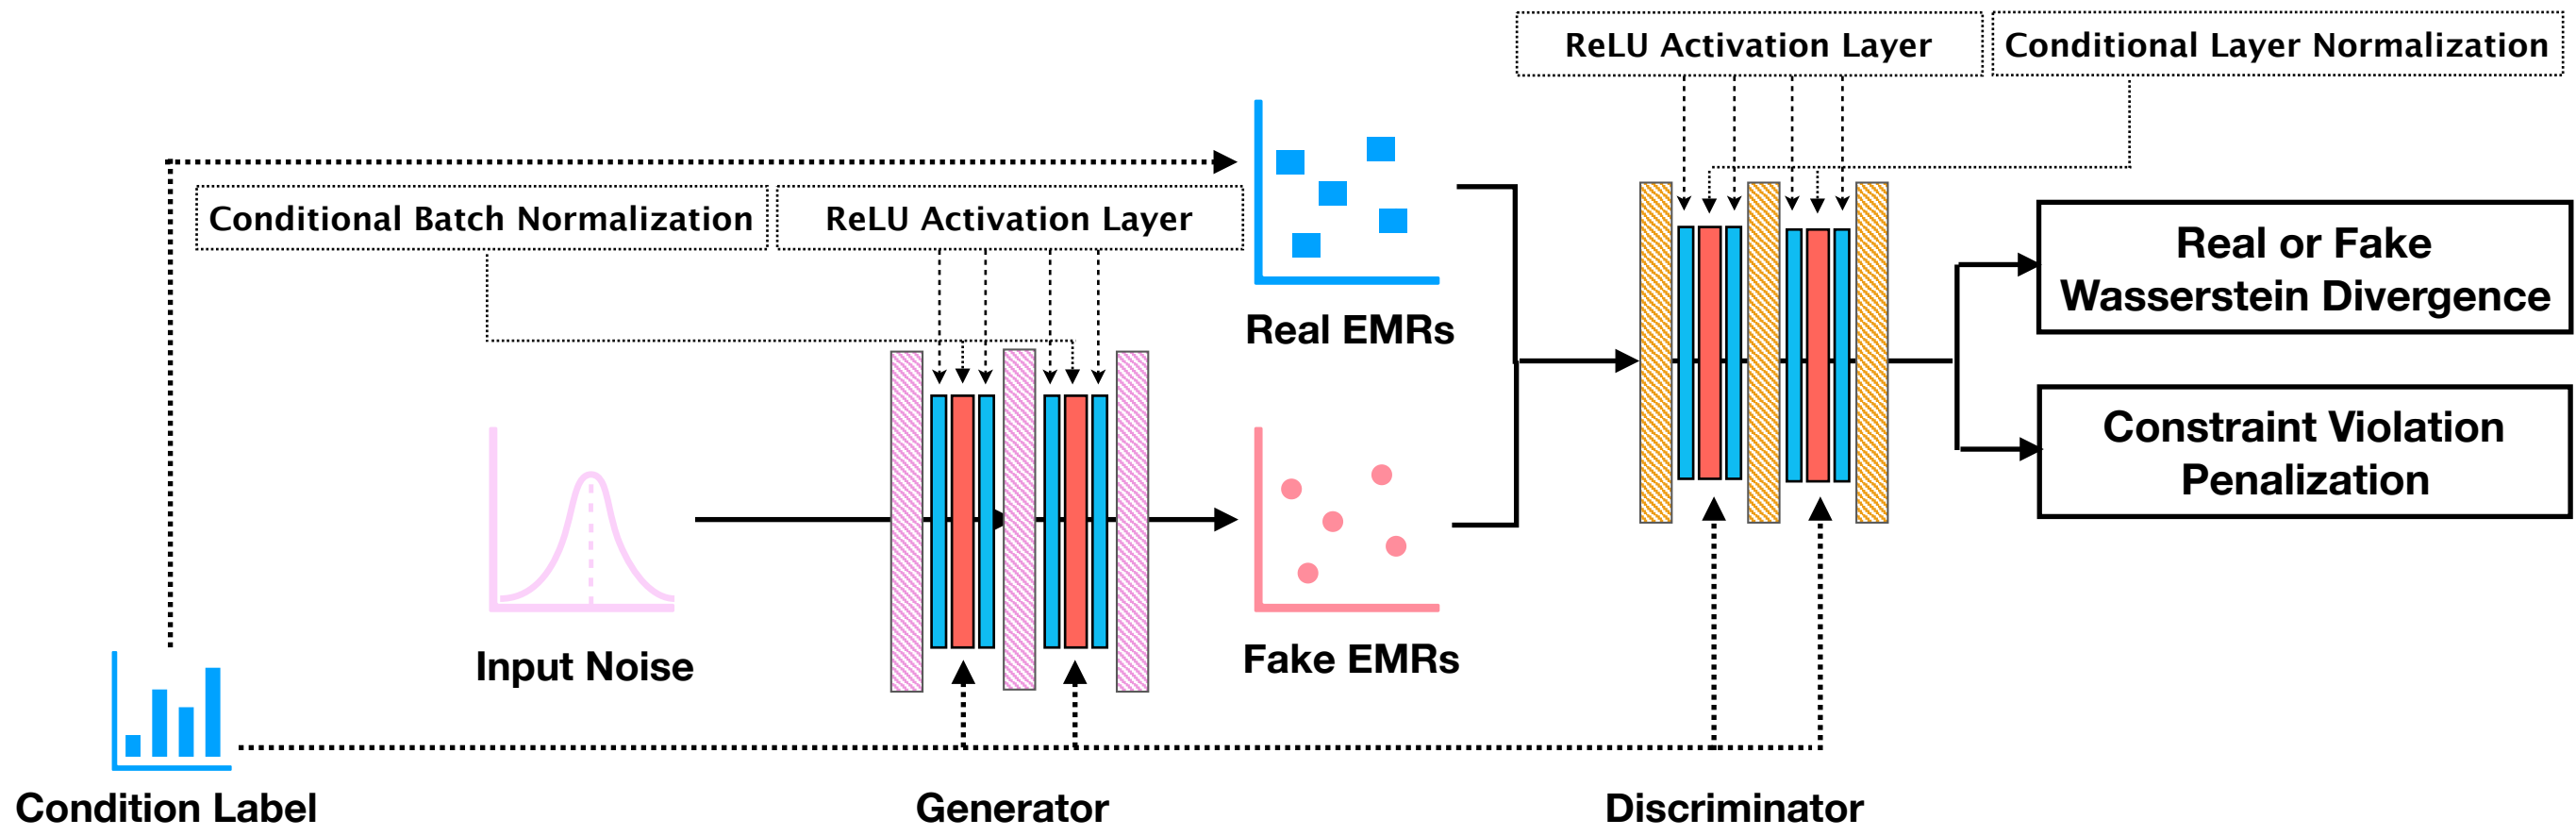 ReLU Activation Layer
Conditional Layer Normalization
Conditional Batch Normalization
ReLU Activation Layer
Real EMRs
Real or Fake
Wasserstein Divergence
Constraint Violation
Penalization
Input Noise
Fake EMRs
Condition Label
Generator
Discriminator